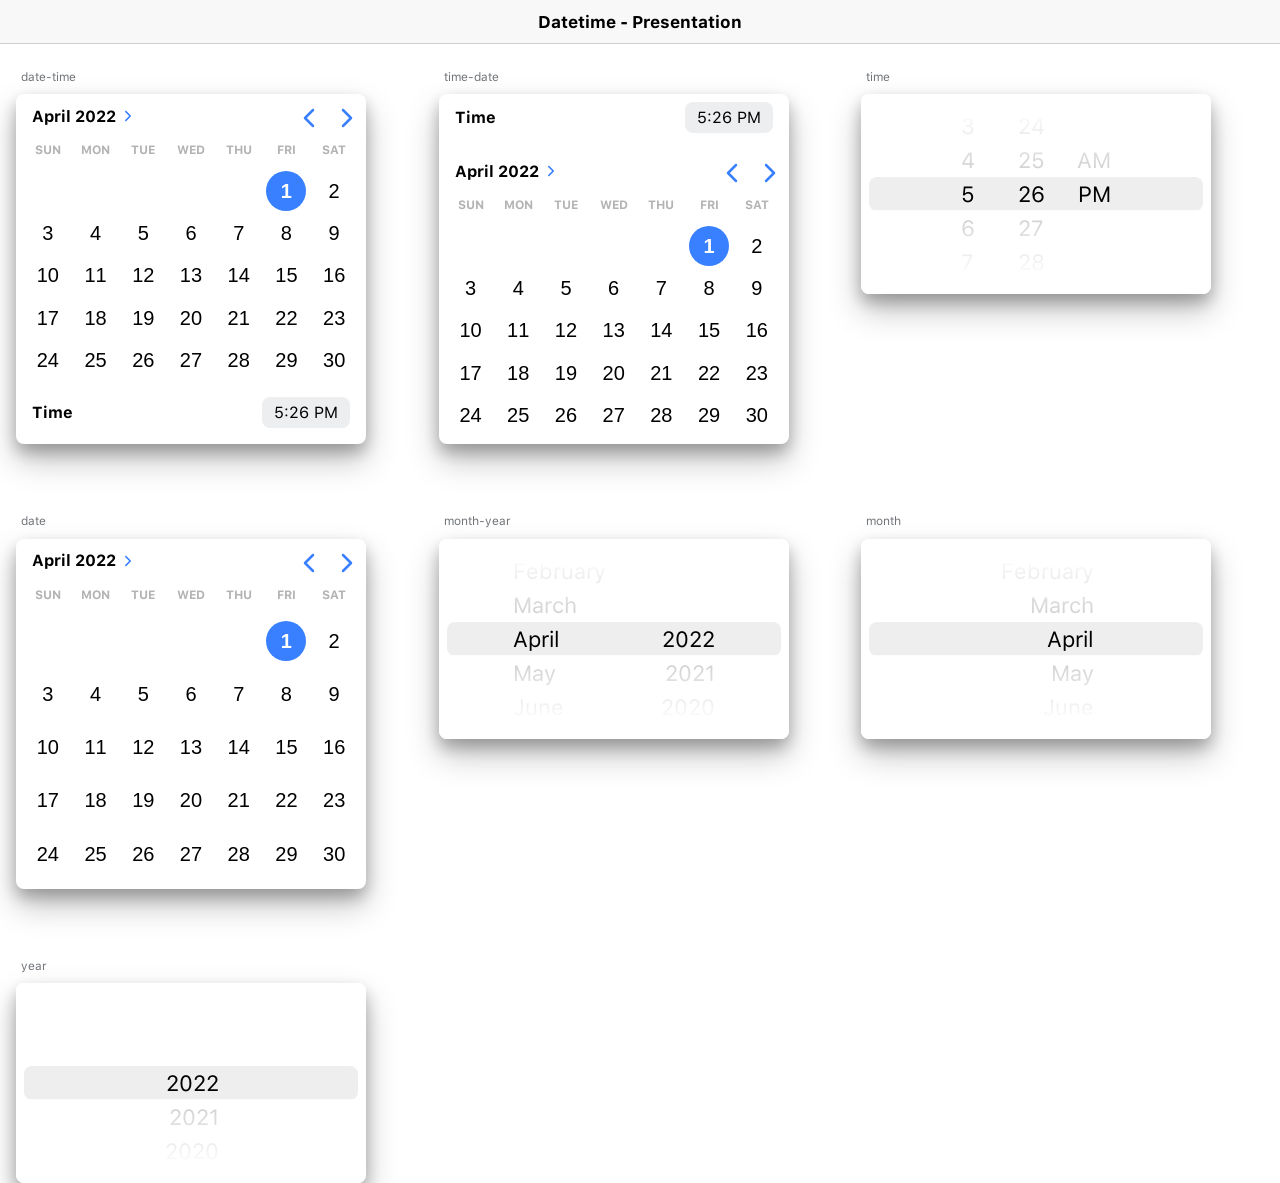 Datetime - Presentation
date-time
April 2022
SUN MON TUE WED THU FRI SAT
1 2
3 4 5 6 7 8 9
10 11 12 13 14 15 16
17 18 19 20 21 22 23
24 25 26 27 28 29 30
Time 5:26 PM
time-date
Time 5:26 PM
April 2022
SUN MON TUE WED THU FRI SAT
1 2
3 4 5 6 7 8 9
10 11 12 13 14 15 16
17 18 19 20 21 22 23
24 25 26 27 28 29 30
time
3 24
4 25 AM
5 26 PM
6 27
7 28
date
April 2022
SUN MON TUE WED THU FRI SAT
1 2
3 4 5 6 7 8 9
10 11 12 13 14 15 16
17 18 19 20 21 22 23
24 25 26 27 28 29 30
month-year
February
March
April 2022
May 2021
June 2020
month
February
March
April
May
June
year
2022
2021
2020